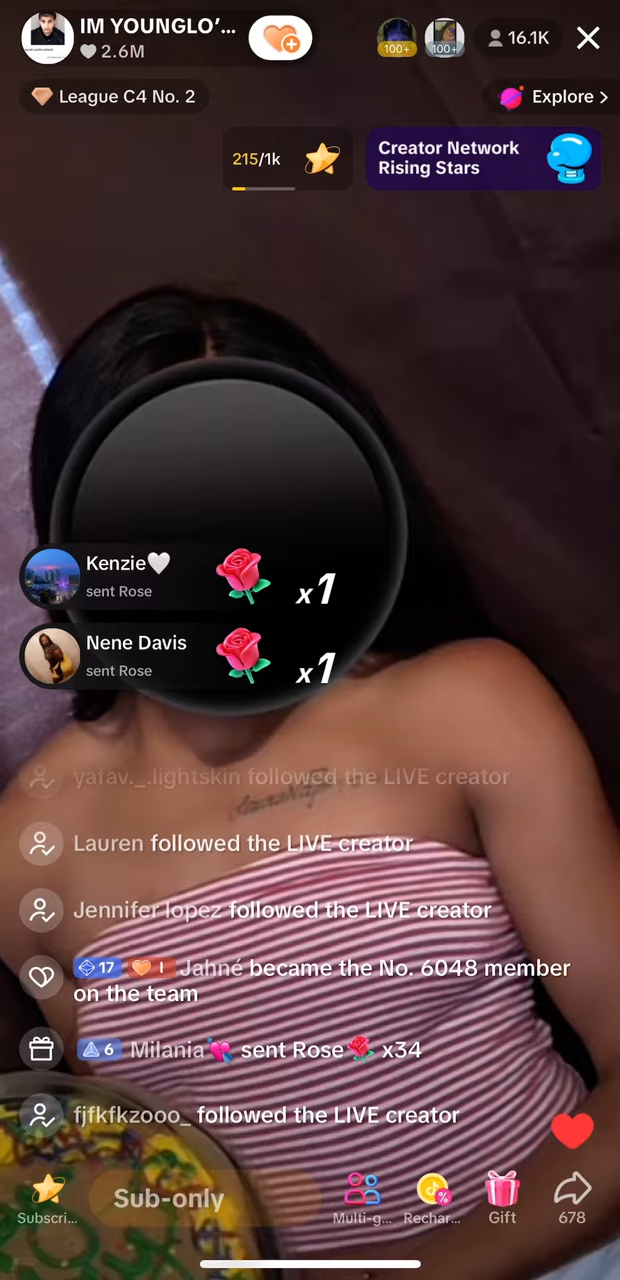 IM YOUNGLO’...
2.6M
100+
100+
16.1K
League C4 No. 2
Explore >
215/1k
Creator Network
Rising Stars
Kenzie🤍
sent Rose
x1
Nene Davis
sent Rose
x1
yafav._.lightskin followed the LIVE creator
Lauren followed the LIVE creator
Jennifer lopez followed the LIVE creator
17 I Jahné became the No. 6048 member
on the team
6 Milania💘 sent Rose🌹 x34
fjfkfkzooo_ followed the LIVE creator
Subscri...
Sub-only
Multi-g...
Rechar...
Gift
678